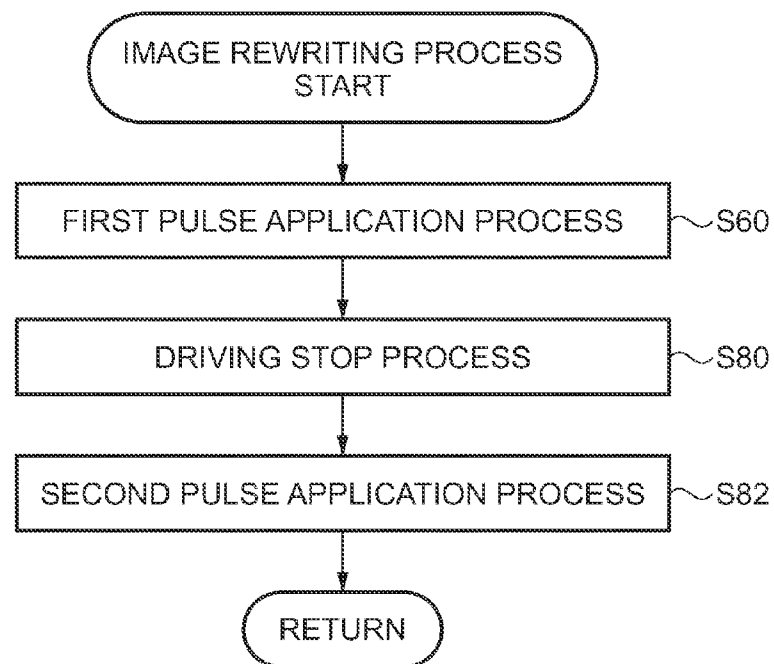 IMAGE REWRITING PROCESS
START
FIRST PULSE APPLICATION PROCESS
S60
DRIVING STOP PROCESS
S80
SECOND PULSE APPLICATION PROCESS
S82
RETURN